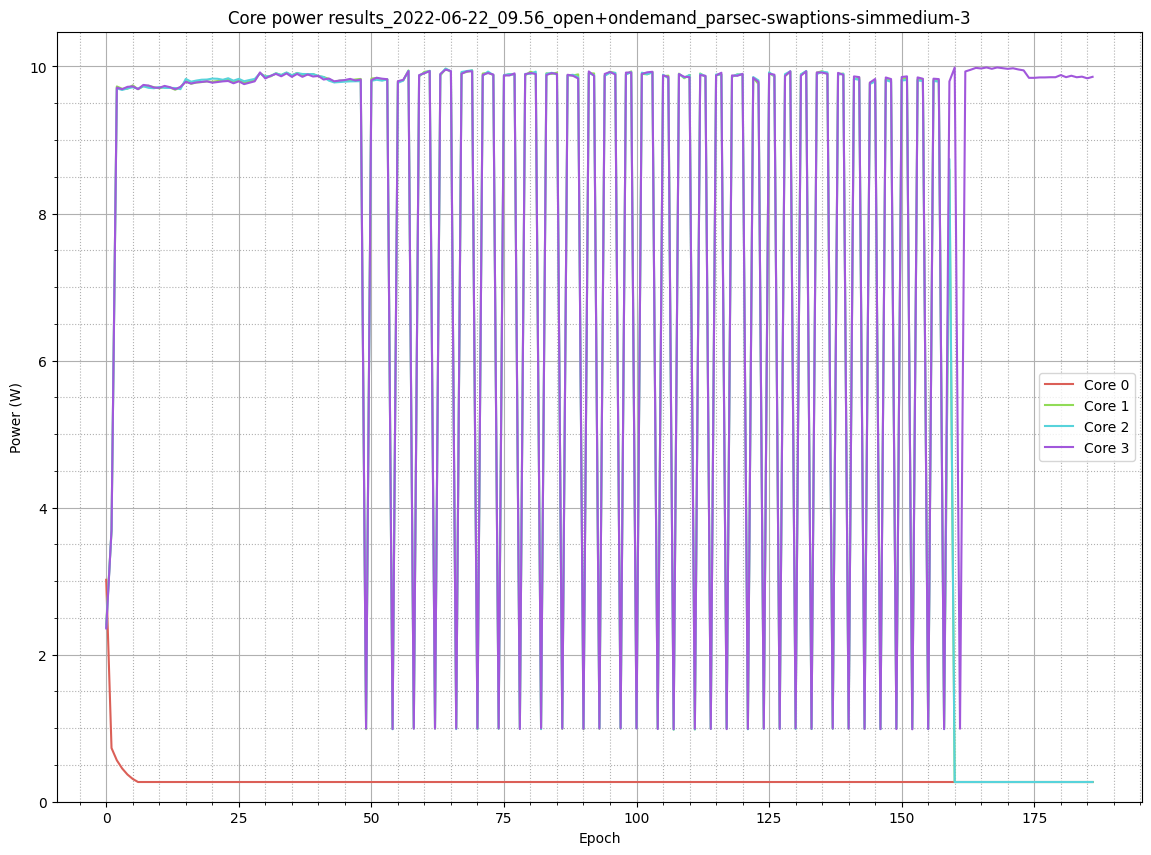 Core power results_2022-06-22_09.56_open+ondemand_parsec-swaptions-simmedium-3
10
8
6
4
2
0
Power (W)
Core 0
Core 1
Core 2
Core 3
0 25 50 75 100 125 150 175
Epoch